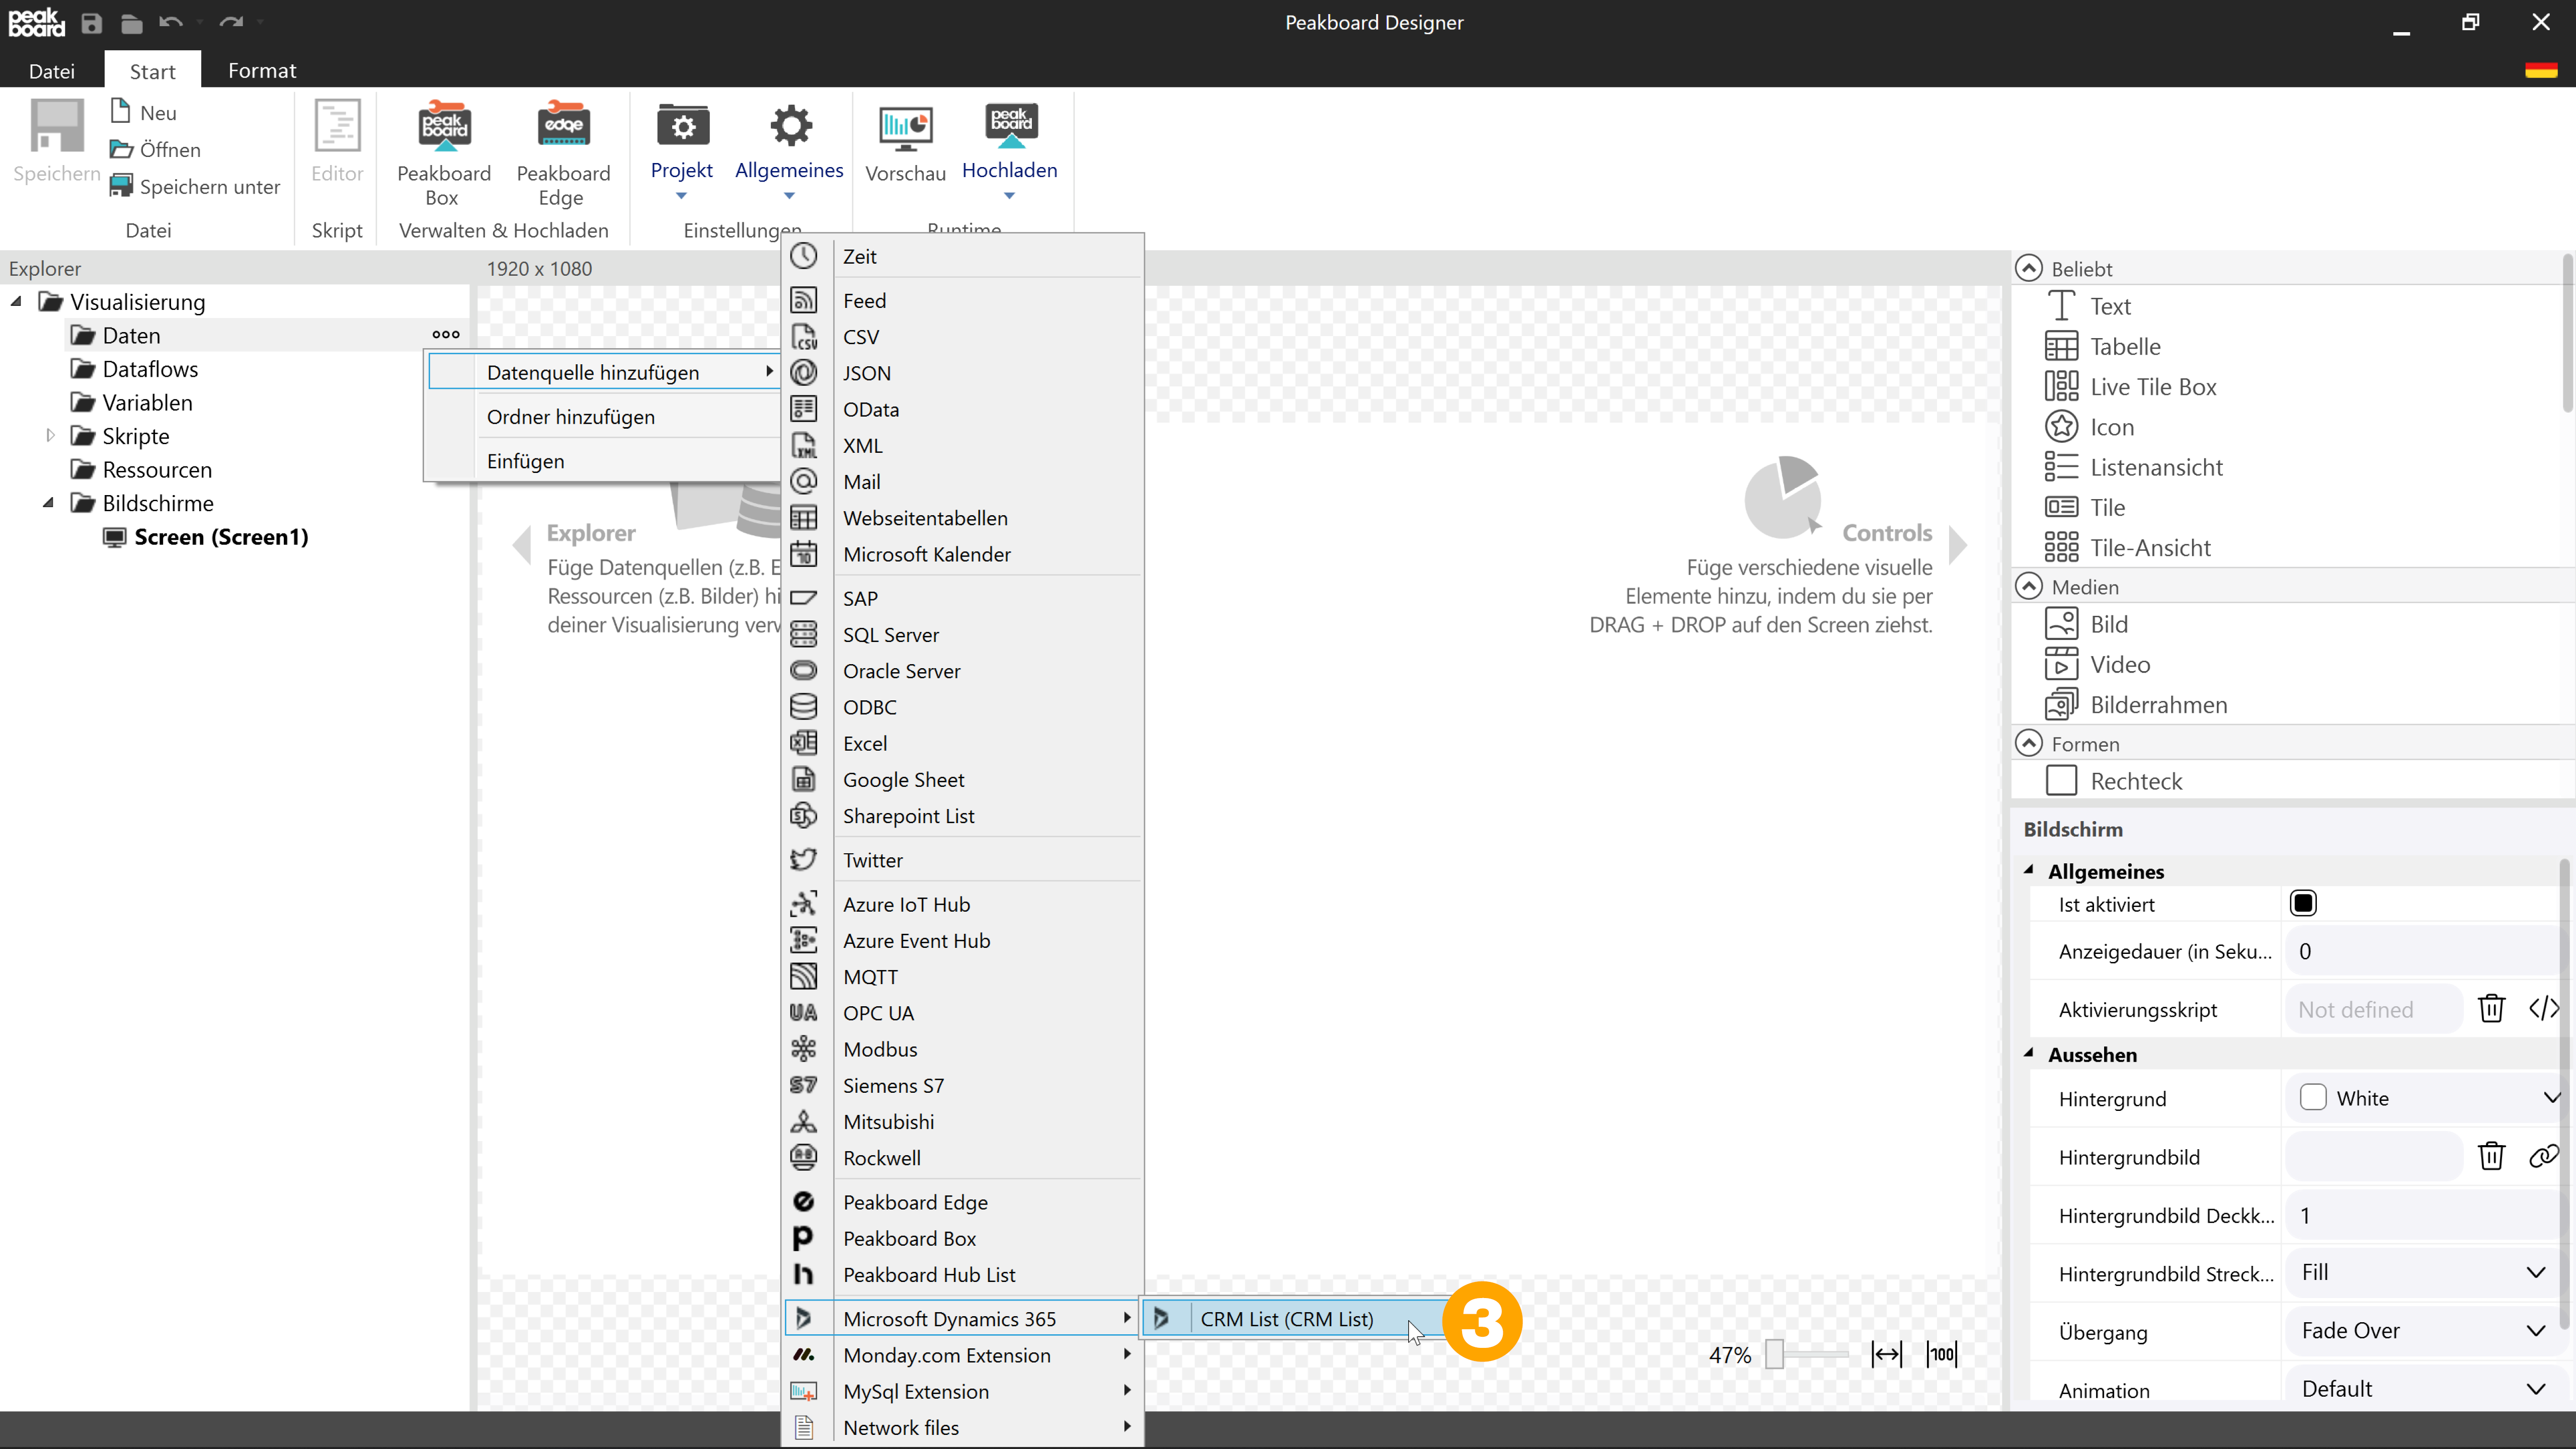 peak
board
Peakboard Designer
Datei
Start
Format
Speichern
Neu
Öffnen
Speichern unter
Datei
Editor
Skript
peak
board
Peakboard
Box
edge
Peakboard
Edge
Verwalten & Hochladen
Projekt
Allgemeines
Einstellungen
Vorschau
peak
board
Hochladen
Runtime
Explorer
Visualisierung
Daten
Dataflows
Variablen
Skripte
Ressourcen
Bildschirme
Screen (Screen1)
1920 x 1080
Datenquelle hinzufügen
Ordner hinzufügen
Einfügen
Explorer
Füge Datenquellen (z.B. E
Ressourcen (z.B. Bilder) hi
deiner Visualisierung verv
Zeit
Feed
CSV
JSON
OData
XML
Mail
Webseitentabellen
Microsoft Kalender
SAP
SQL Server
Oracle Server
ODBC
Excel
Google Sheet
Sharepoint List
Twitter
Azure IoT Hub
Azure Event Hub
MQTT
UA OPC UA
Modbus
S7 Siemens S7
Mitsubishi
Rockwell
Peakboard Edge
Peakboard Box
Peakboard Hub List
Microsoft Dynamics 365
Monday.com Extension
MySql Extension
Network files
CRM List (CRM List)
3
Controls
Füge verschiedene visuelle
Elemente hinzu, indem du sie per
DRAG + DROP auf den Screen ziehst.
47%
100
Beliebt
Text
Tabelle
Live Tile Box
Icon
Listenansicht
Tile
Tile-Ansicht
Medien
Bild
Video
Bilderrahmen
Formen
Rechteck
Bildschirm
Allgemeines
Ist aktiviert
Anzeigedauer (in Seku... 0
Aktivierungsskript Not defined
Aussehen
Hintergrund White
Hintergrundbild
Hintergrundbild Deckk... 1
Hintergrundbild Streck... Fill
Übergang Fade Over
Animation Default